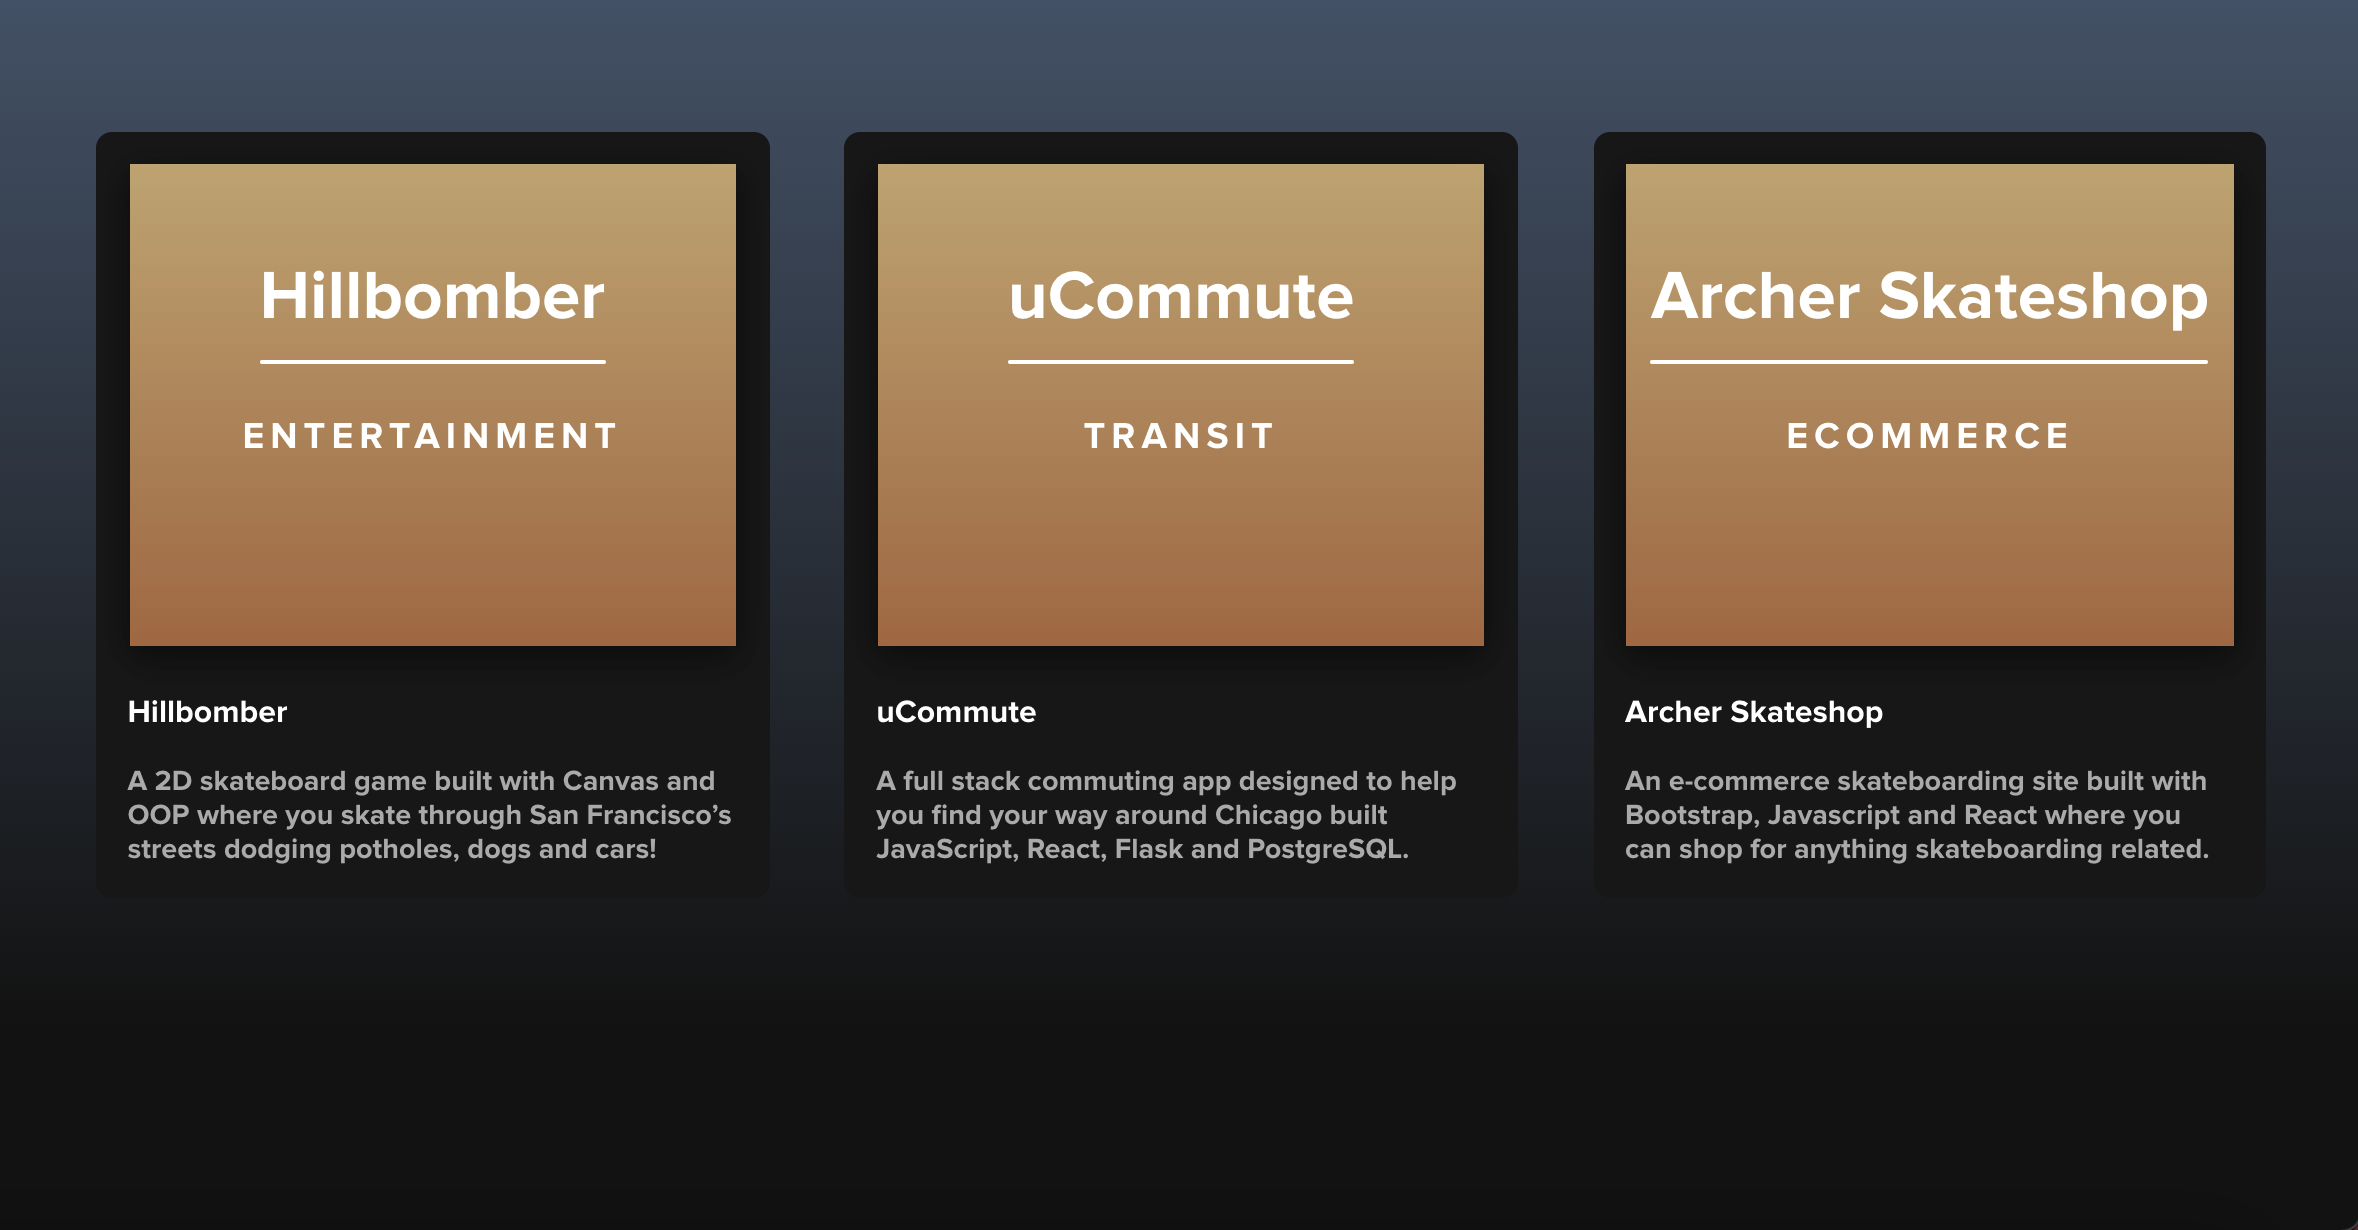 Hillbomber
ENTERTAINMENT
Hillbomber
A 2D skateboard game built with Canvas and
OOP where you skate through San Francisco’s
streets dodging potholes, dogs and cars!
uCommute
TRANSIT
uCommute
A full stack commuting app designed to help
you find your way around Chicago built
JavaScript, React, Flask and PostgreSQL.
Archer Skateshop
ECOMMERCE
Archer Skateshop
An e-commerce skateboarding site built with
Bootstrap, Javascript and React where you
can shop for anything skateboarding related.